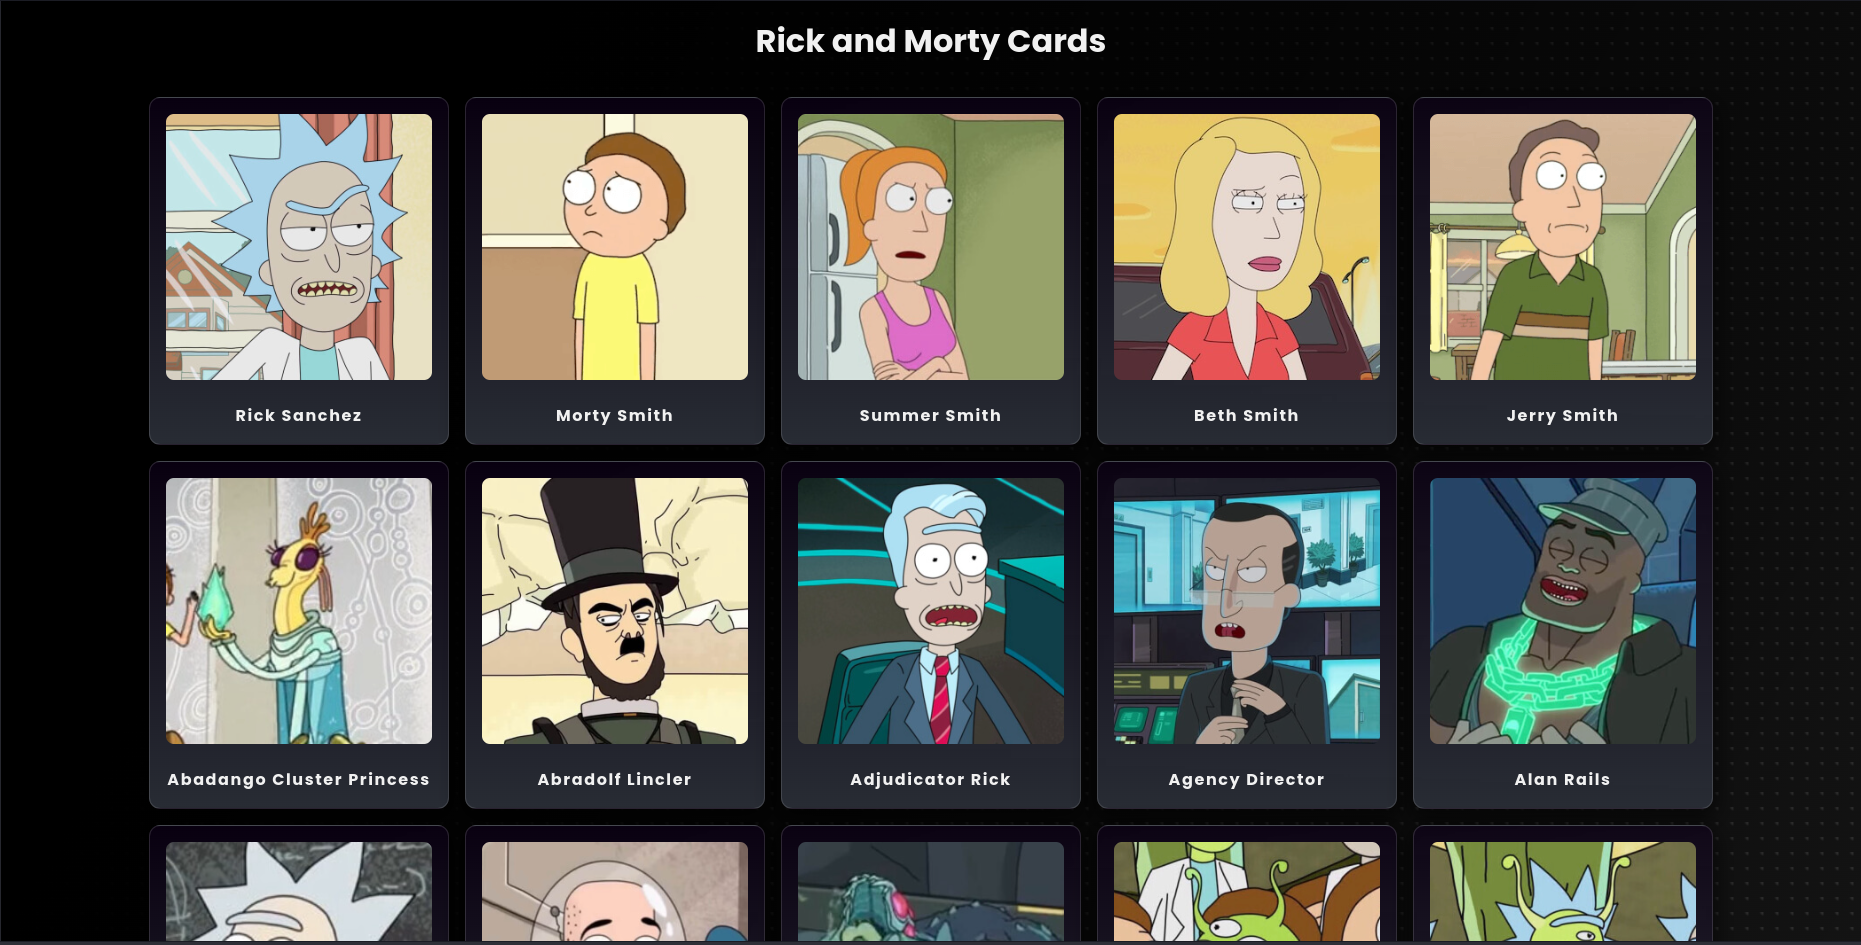 Rick and Morty Cards
Rick Sanchez
Morty Smith
Summer Smith
Beth Smith
Jerry Smith
Abadango Cluster Princess
Abradolf Lincler
Adjudicator Rick
Agency Director
Alan Rails